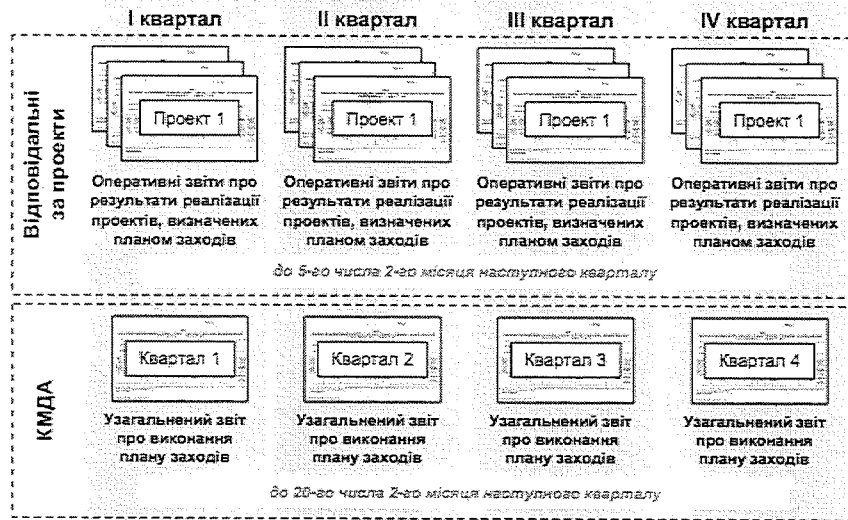 I квартал
II квартал
III квартал
IV квартал
Відповідальні
за проекти
Проект 1
Проект 1
Проект 1
Проект 1
Оперативні звіти про
результати реалізації
проектів, визначених
планом заходів
Оперативні звіти про
результати реалізації
проектів, визначених
планом заходів
Оперативні звіти про
результати реалізації
проектів, визначених
планом заходів
Оперативні звіти про
результати реалізації
проектів, визначених
планом заходів
до 5-го числа 2-го місяця наступного кварталу
КМДА
Квартал 1
Квартал 2
Квартал 3
Квартал 4
Узагальнений звіт
про виконання
плану заходів
Узагальнений звіт
про виконання
плану заходів
Узагальнений звіт
про виконання
плану заходів
Узагальнений звіт
про виконання
плану заходів
до 20-го числа 2-го місяця наступного кварталу